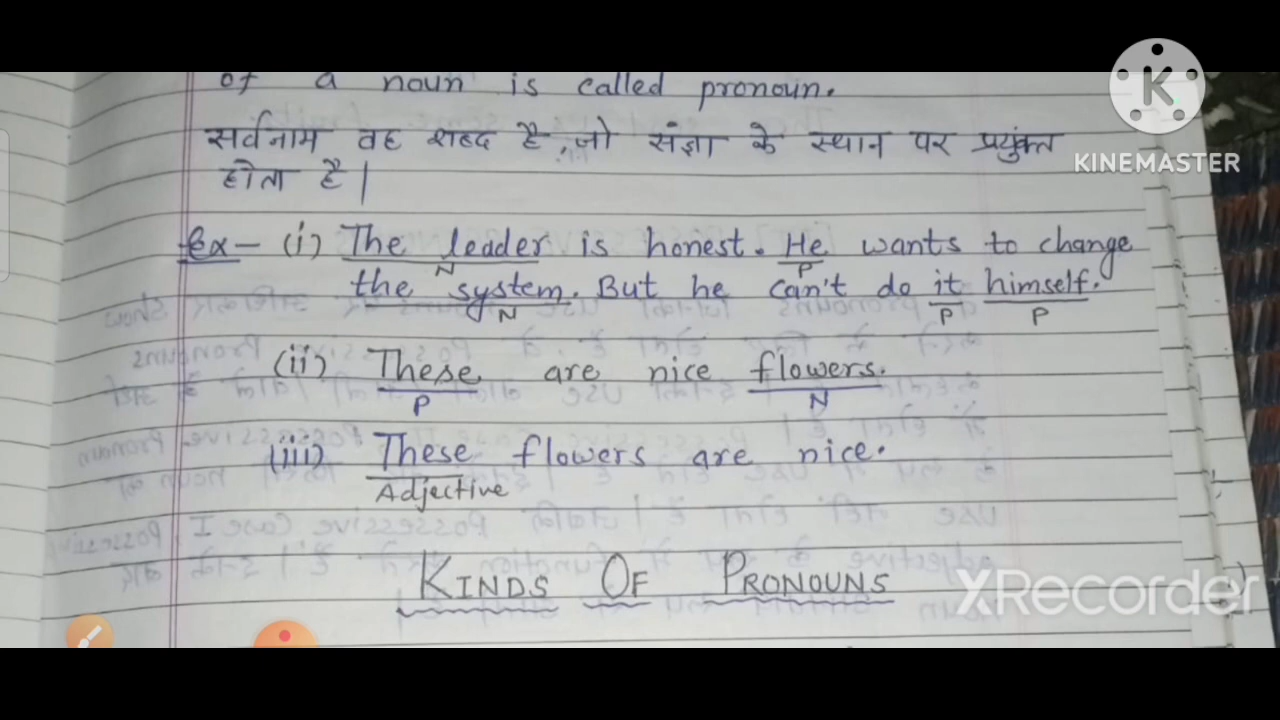 of a noun is called pronoun.
सर्वनाम वह शब्द है, जो संज्ञा के स्थान पर प्रयुंक्त
होता है|
Ex- (i) The leader is honest. He wants to change
N P
the system. But he can't do it himself.
N P P
(ii) These are nice flowers.
P N
(iii) These flowers are nice.
Adjective
KINDS OF PRONOUNS
K
KINEMASTER
XRecorder